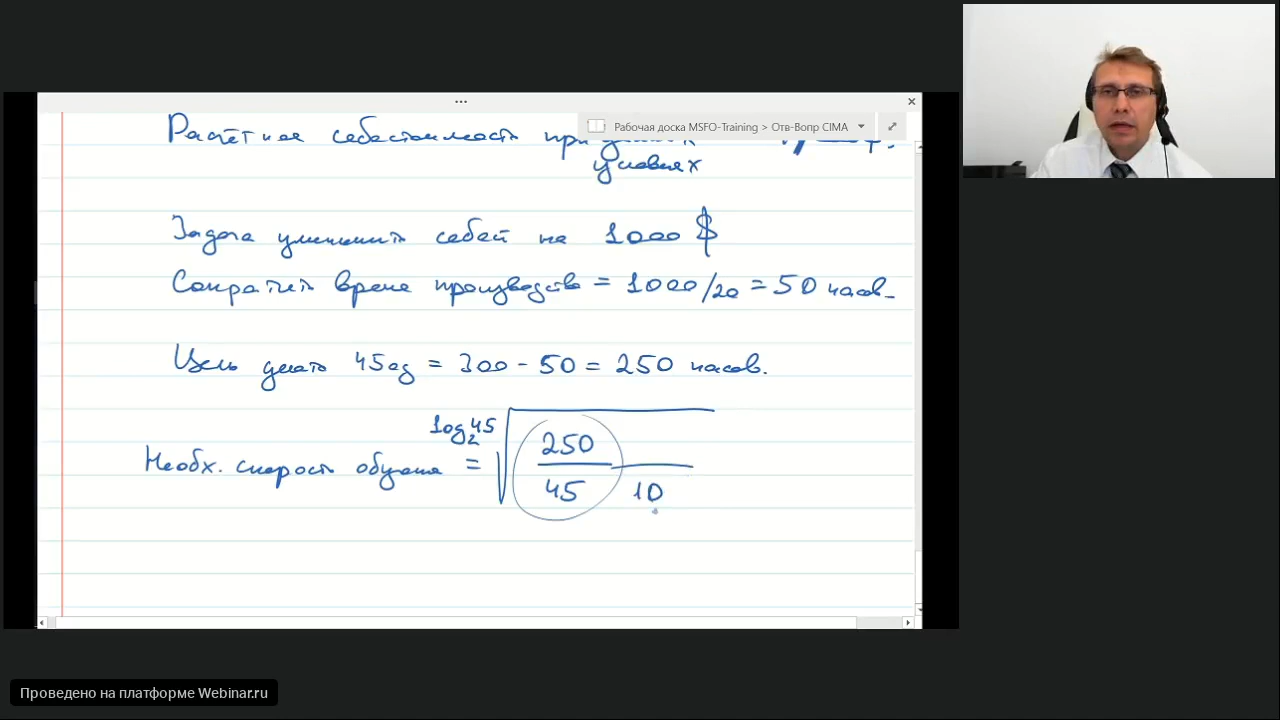 Рабочая доска MSFO-Training > Отв-Вопр CIMA
Расчётная себестоимость при
условиях
Задача уменьшить себест на 1000 $
Сократить время производства = 1000/20 = 50 часов.
Цель делать 45 ед = 300 - 50 = 250 часов.
log₂45
250
Необх. скорость обучения = √
45 10
Проведено на платформе Webinar.ru